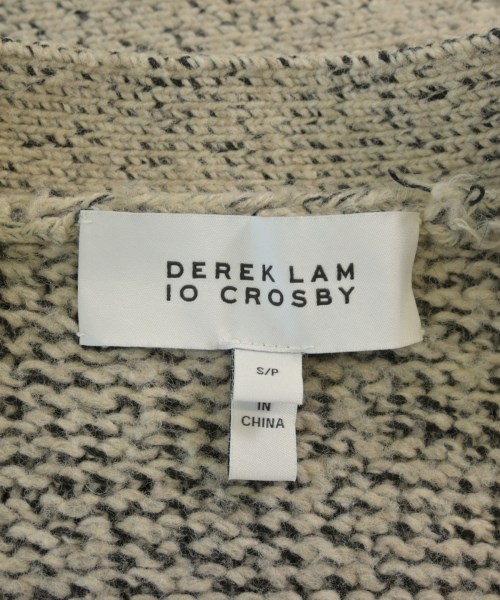 DEREK LAM
10 CROSBY
S/P
IN
CHINA